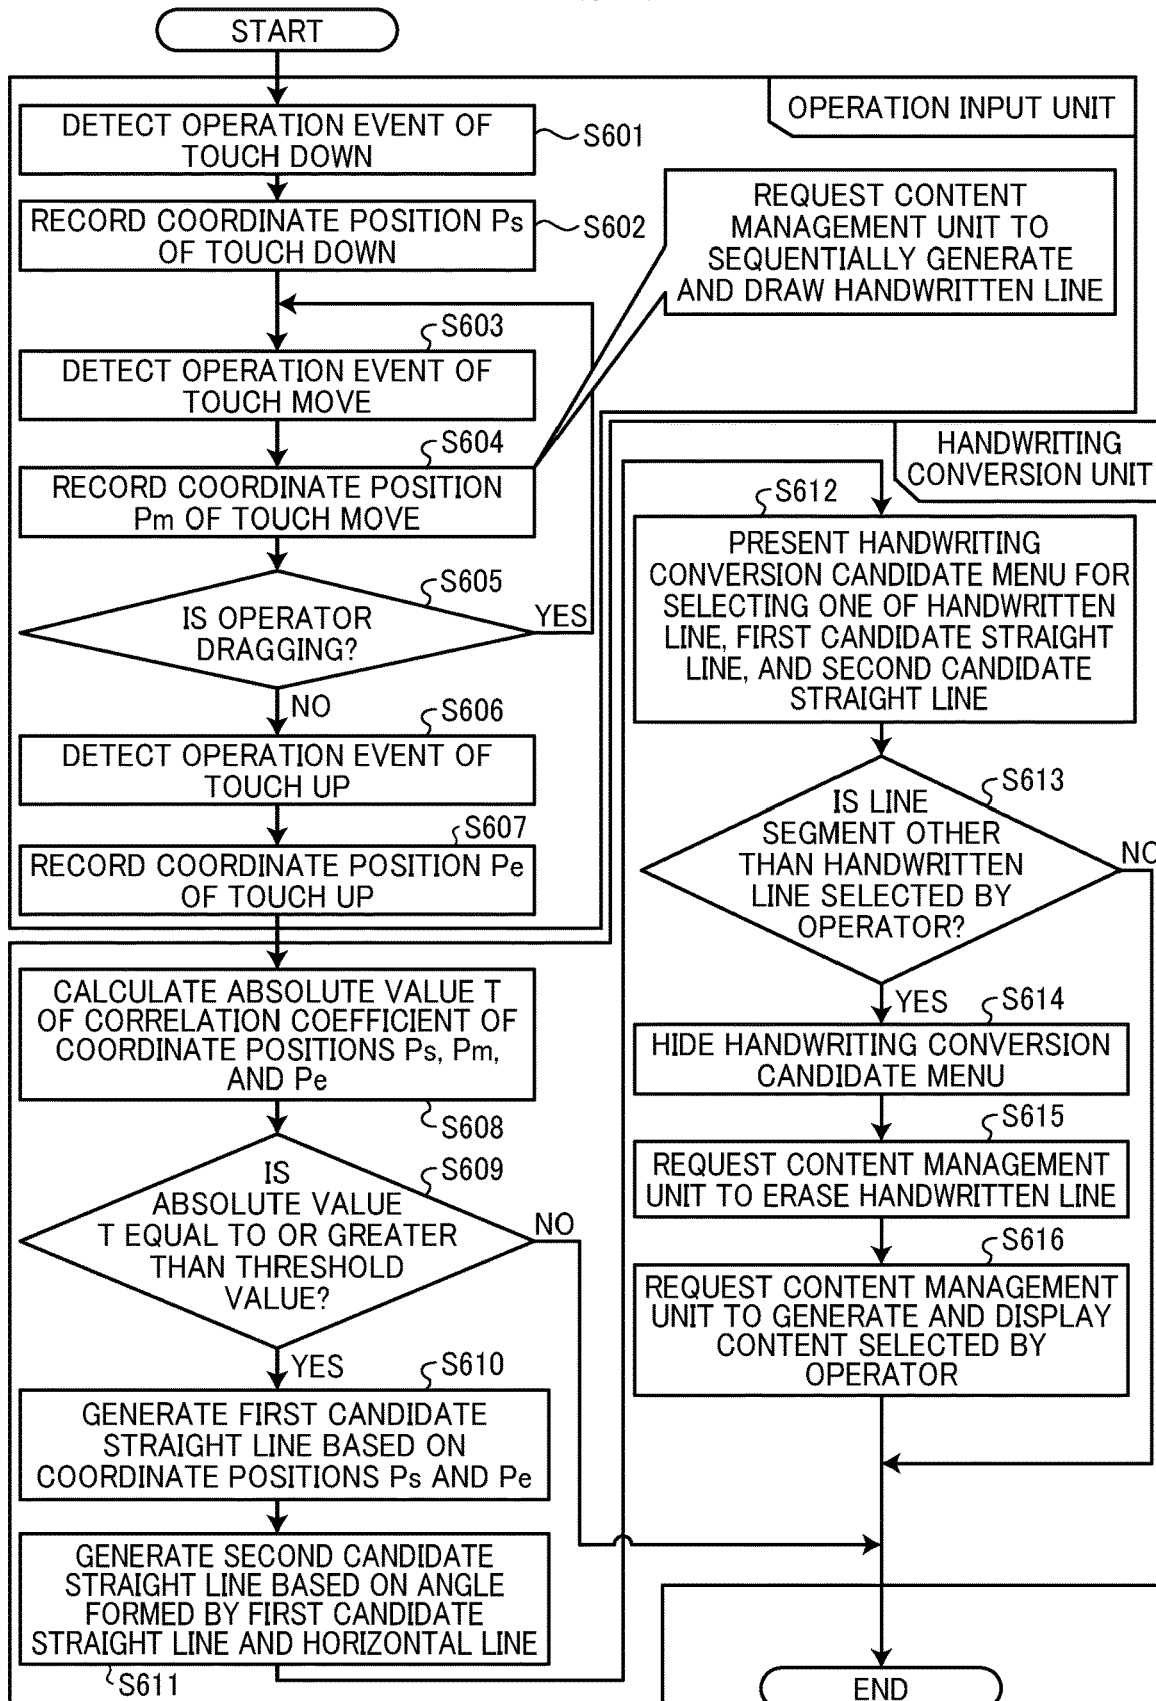 START
OPERATION INPUT UNIT
DETECT OPERATION EVENT OF
TOUCH DOWN
S601
RECORD COORDINATE POSITION Ps
OF TOUCH DOWN
S602
REQUEST CONTENT
MANAGEMENT UNIT TO
SEQUENTIALLY GENERATE
AND DRAW HANDWRITTEN LINE
S603
DETECT OPERATION EVENT OF
TOUCH MOVE
S604
RECORD COORDINATE POSITION
Pm OF TOUCH MOVE
S605
IS OPERATOR
DRAGGING?
YES
NO
S606
DETECT OPERATION EVENT OF
TOUCH UP
S607
RECORD COORDINATE POSITION Pe
OF TOUCH UP
CALCULATE ABSOLUTE VALUE T
OF CORRELATION COEFFICIENT OF
COORDINATE POSITIONS Ps, Pm,
AND Pe
S608
S609
IS
ABSOLUTE VALUE
T EQUAL TO OR GREATER
THAN THRESHOLD
VALUE?
NO
YES
S610
GENERATE FIRST CANDIDATE
STRAIGHT LINE BASED ON
COORDINATE POSITIONS Ps AND Pe
GENERATE SECOND CANDIDATE
STRAIGHT LINE BASED ON ANGLE
FORMED BY FIRST CANDIDATE
STRAIGHT LINE AND HORIZONTAL LINE
S611
HANDWRITING
CONVERSION UNIT
S612
PRESENT HANDWRITING
CONVERSION CANDIDATE MENU FOR
SELECTING ONE OF HANDWRITTEN
LINE, FIRST CANDIDATE STRAIGHT
LINE, AND SECOND CANDIDATE
STRAIGHT LINE
S613
IS LINE
SEGMENT OTHER
THAN HANDWRITTEN
LINE SELECTED BY
OPERATOR?
NO
YES
S614
HIDE HANDWRITING CONVERSION
CANDIDATE MENU
S615
REQUEST CONTENT MANAGEMENT
UNIT TO ERASE HANDWRITTEN LINE
S616
REQUEST CONTENT MANAGEMENT
UNIT TO GENERATE AND DISPLAY
CONTENT SELECTED BY
OPERATOR
END